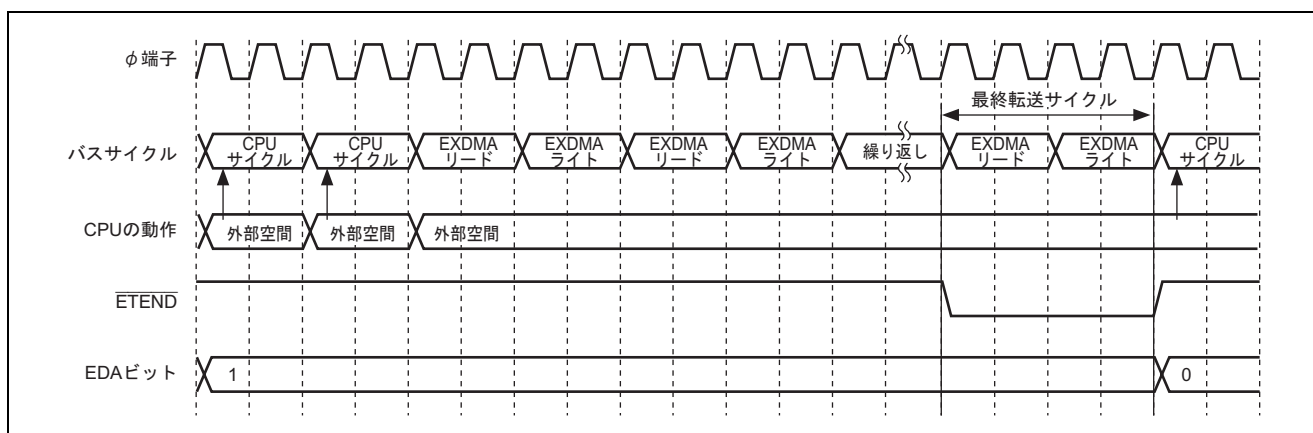 φ端子
最終転送サイクル
バスサイクル
CPU
サイクル
CPU
サイクル
EXDMA
リード
EXDMA
ライト
EXDMA
リード
EXDMA
ライト
繰り返し
EXDMA
リード
EXDMA
ライト
CPU
サイクル
CPUの動作
外部空間
外部空間
外部空間
ETEND
EDAビット
1
0